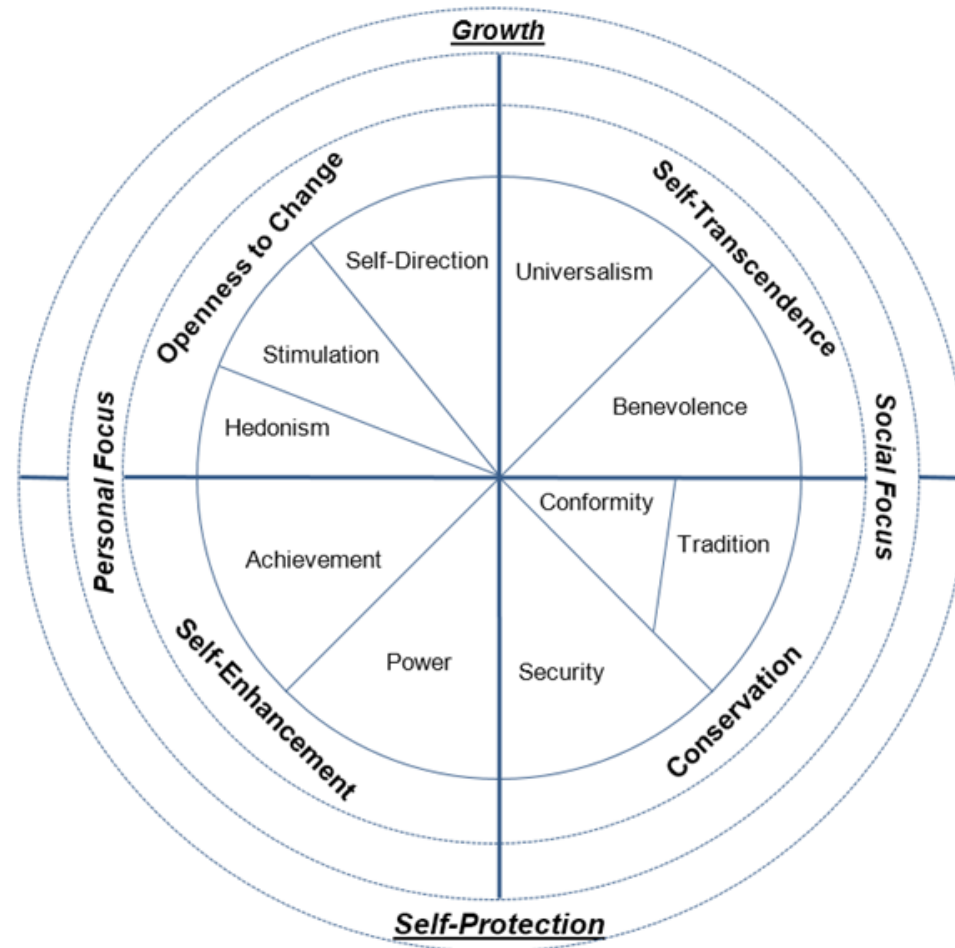 Growth
Openness to Change
Self-Transcendence
Self-Direction
Universalism
Stimulation
Benevolence
Hedonism
Personal Focus
Social Focus
Conformity
Tradition
Achievement
Power
Security
Self-Enhancement
Conservation
Self-Protection